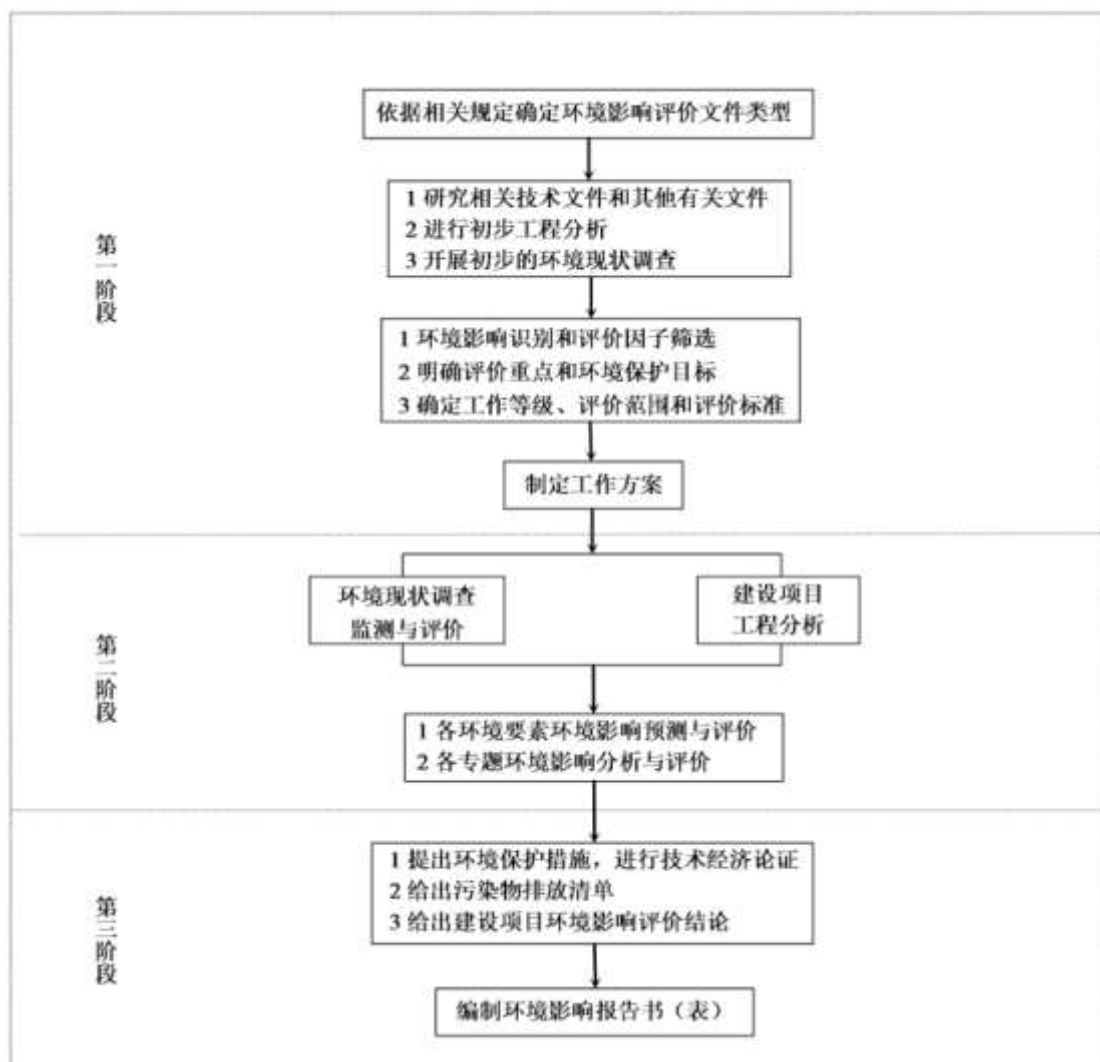 依据相关规定确定环境影响评价文件类型
1 研究相关技术文件和其他有关文件
2 进行初步工程分析
3 开展初步的环境现状调查
第一阶段
1 环境影响识别和评价因子筛选
2 明确评价重点和环境保护目标
3 确定工作等级、评价范围和评价标准
制定工作方案
环境现状调查
监测与评价
建设项目
工程分析
第二阶段
1 各环境要素环境影响预测与评价
2 各专题环境影响分析与评价
1 提出环境保护措施，进行技术经济论证
2 给出污染物排放清单
3 给出建设项目环境影响评价结论
第三阶段
编制环境影响报告书（表）